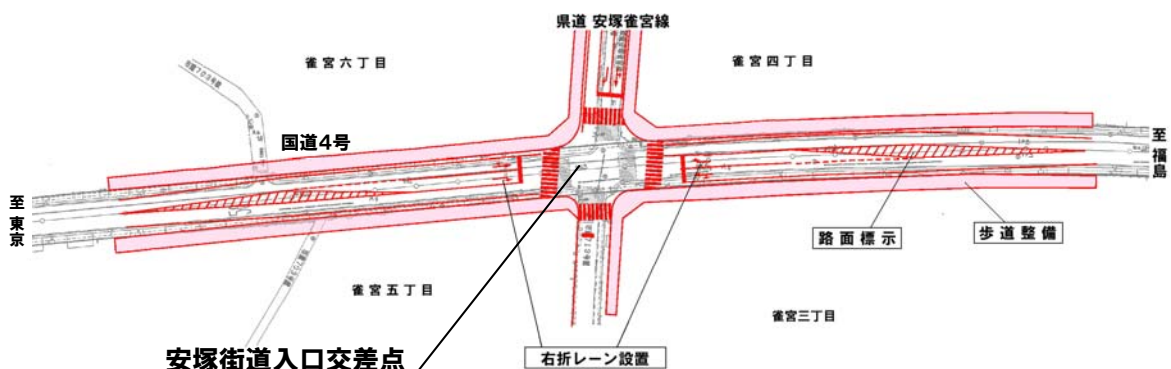 県道 安塚雀宮線
雀宮六丁目
雀宮四丁目
国道4号
至東京
至福島
路面標示
歩道整備
雀宮五丁目
雀宮三丁目
安塚街道入口交差点
右折レーン設置